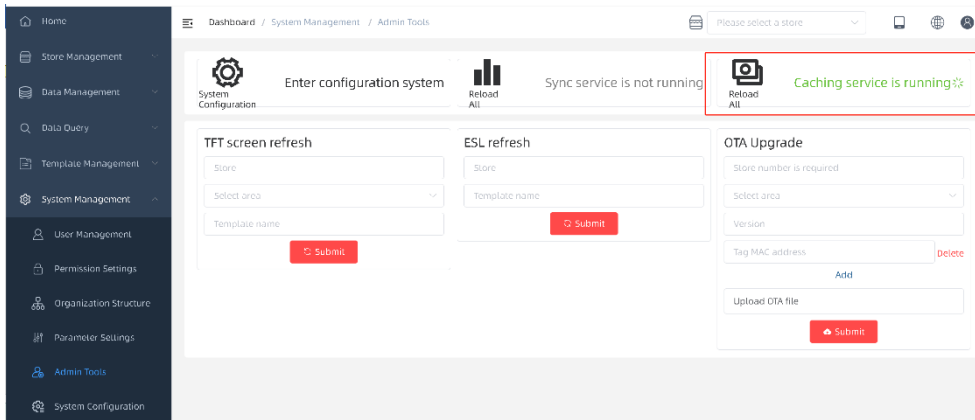 Home
Store Management
Data Management
Data Query
Template Management
System Management
User Management
Permission Settings
Organization Structure
Parameter Settings
Admin Tools
System Configuration
Dashboard / System Management / Admin Tools
Please select a store
System
Configuration
Enter configuration system
Reload
All
Sync service is not running
Reload
All
Caching service is running
TFT screen refresh
Store
Select area
Template name
Submit
ESL refresh
Store
Template name
Submit
OTA Upgrade
Store number is required
Select area
Version
Tag MAC address
Delete
Add
Upload OTA file
Submit